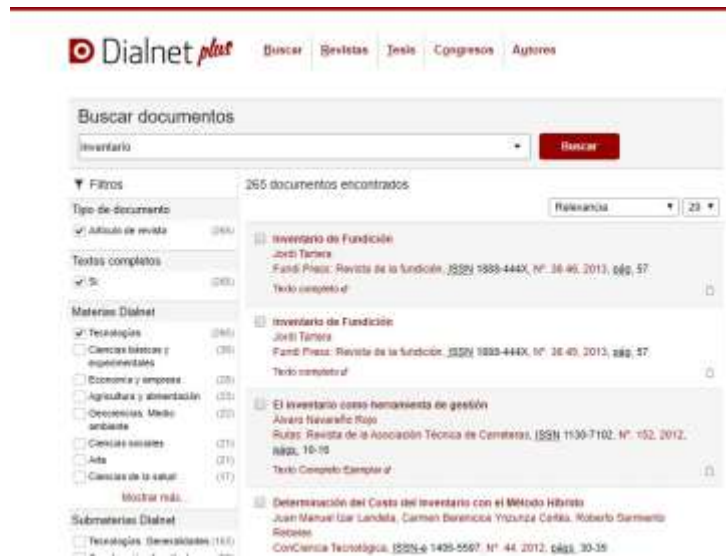 Dialnet plus
Buscar Revistas Tesis Congresos Autores
Buscar documentos
inventario
Buscar
Filtros
265 documentos encontrados
Tipo de documento
Relevancia 20
Artículo de revista (265)
Inventario de Fundición
Jordi Tartera
Textos completos
Fundi Press: Revista de la fundición, ISSN 1888-444X, Nº. 36 46, 2013, pág. 57
Sí (265)
Texto completo
Materias Dialnet
Inventario de Fundición
Tecnologías (265)
Jordi Tartera
Ciencias básicas y experimentales
Fundi Press: Revista de la fundición, ISSN 1888-444X, Nº. 36 49, 2013, pág. 57
Economía y empresa
Texto completo
Agricultura y alimentación
El inventario como herramienta de gestión
Geociencias. Medio ambiente
Alvaro Navareño Rojo
Ciencias sociales (21)
Rutas: Revista de la Asociación Técnica de Carreteras, ISSN 1130-7102, Nº. 152, 2012,
Arte (21)
págs. 10-16
Ciencias de la salud (17)
Texto Completo Ejemplar
Mostrar más...
Determinación del Costo del Inventario con el Método Híbrido
Submaterias Dialnet
Juan Manuel Izar Landeta, Carmen Berenice Ynzunza Cortés, Roberto Sarmiento
Tecnologías. Generalidades
ConCiencia Tecnológica, ISSN-e 1405-5597, Nº. 44, 2012, págs. 30-35